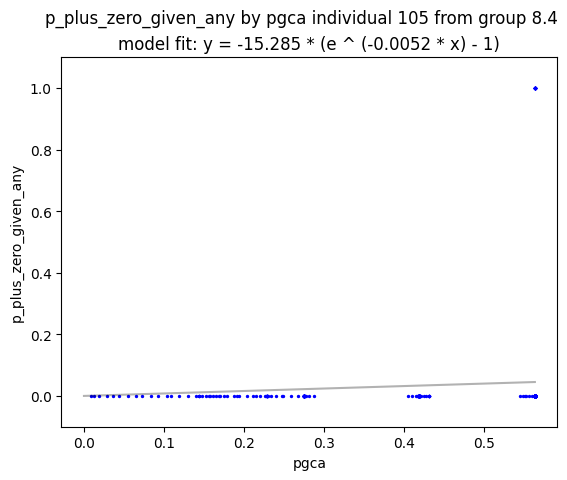 p_plus_zero_given_any by pgca individual 105 from group 8.4
model fit: y = -15.285 * (e ^ (-0.0052 * x) - 1)
1.0
0.8
0.6
0.4
0.2
0.0
p_plus_zero_given_any
0.0 0.1 0.2 0.3 0.4 0.5
pgca